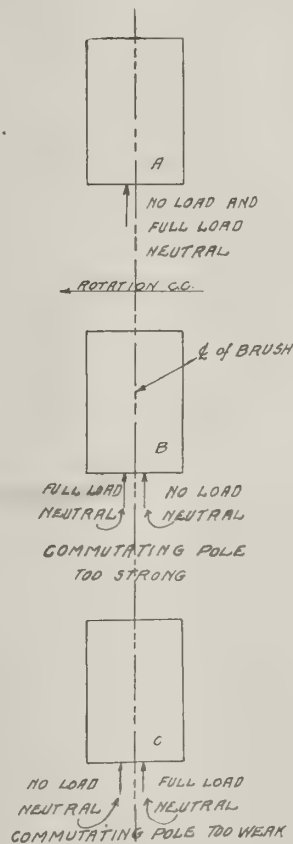 A
NO LOAD AND
FULL LOAD
NEUTRAL
ROTATION C.C.
℄ of BRUSH
B
FULL LOAD
NEUTRAL
NO LOAD
NEUTRAL
COMMUTATING POLE
TOO STRONG
C
NO LOAD
NEUTRAL
FULL LOAD
NEUTRAL
COMMUTATING POLE TOO WEAK